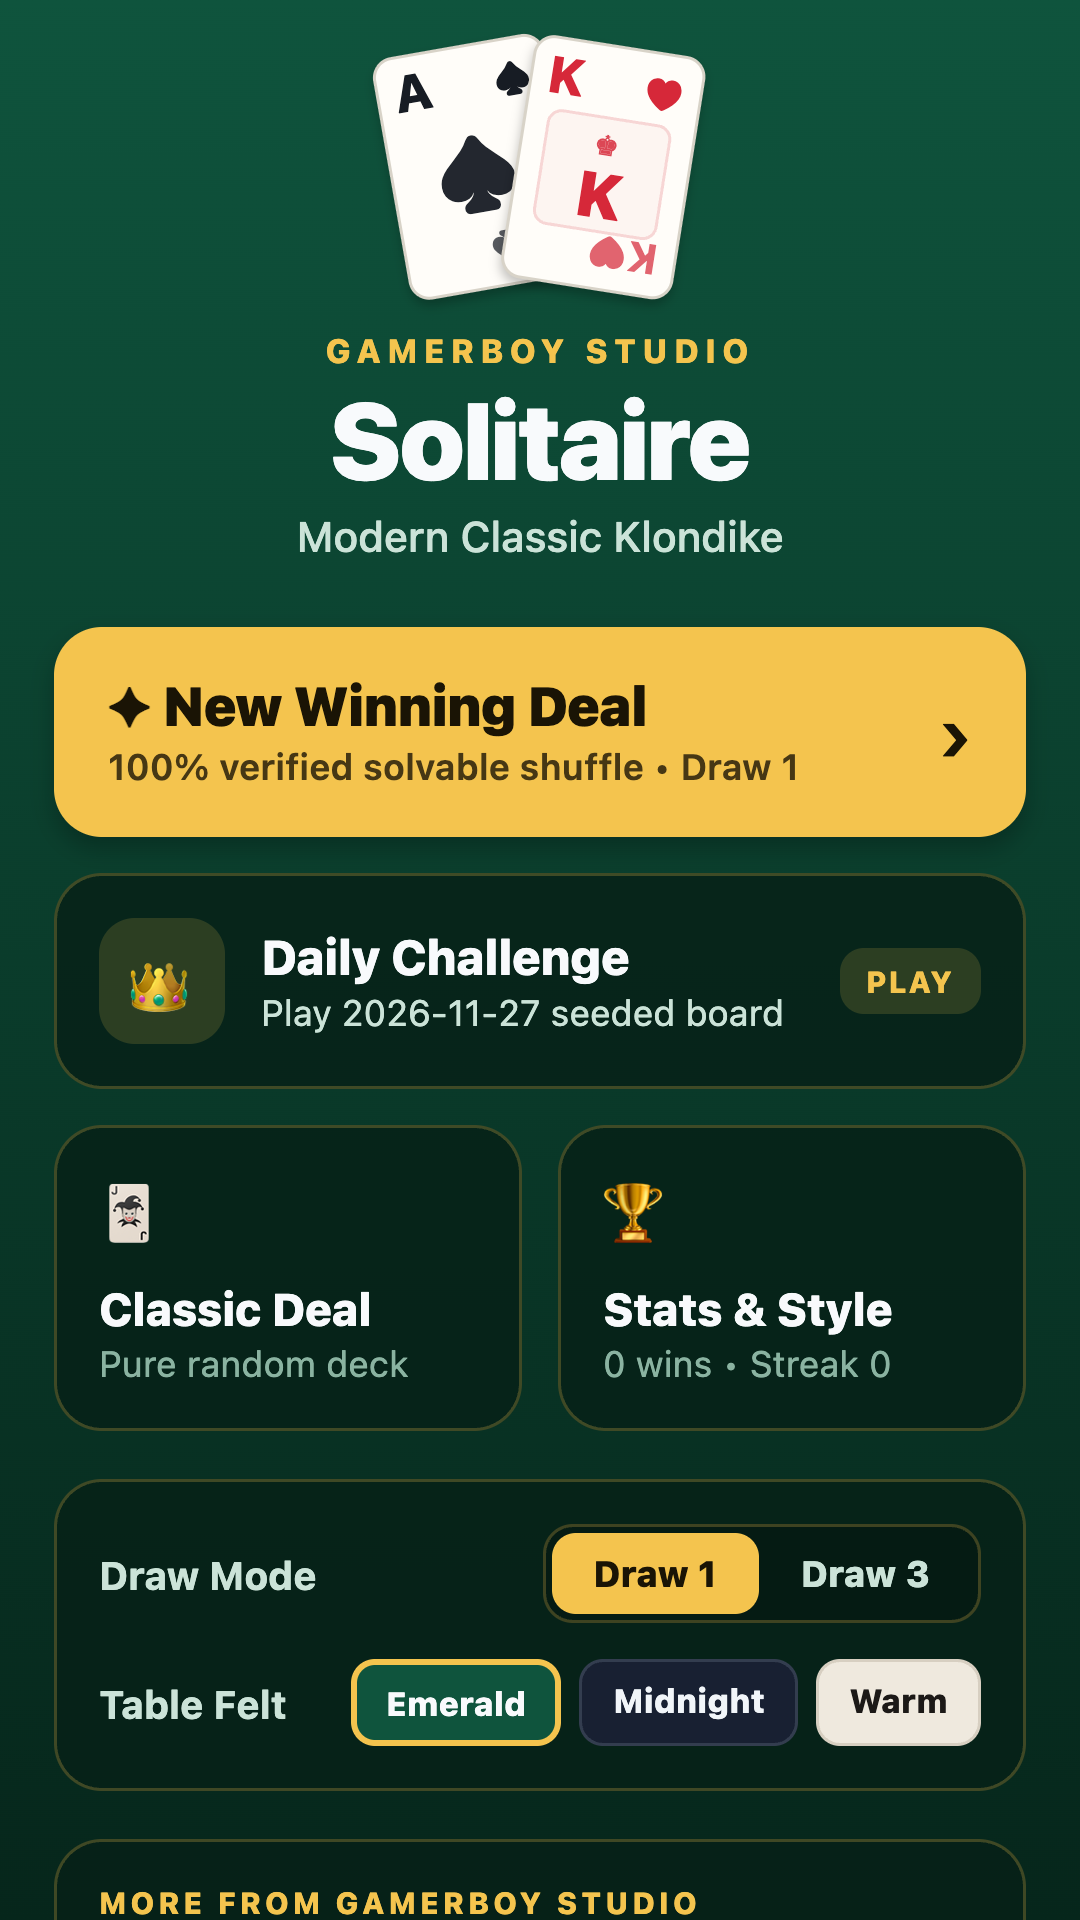 A
K
K
K
GAMERBOY STUDIO
Solitaire
Modern Classic Klondike
✦ New Winning Deal
100% verified solvable shuffle • Draw 1
›
Daily Challenge
Play 2026-11-27 seeded board
PLAY
J
J
Classic Deal
Pure random deck
Stats & Style
0 wins • Streak 0
Draw Mode
Draw 1
Draw 3
Table Felt
Emerald
Midnight
Warm
MORE FROM GAMERBOY STUDIO